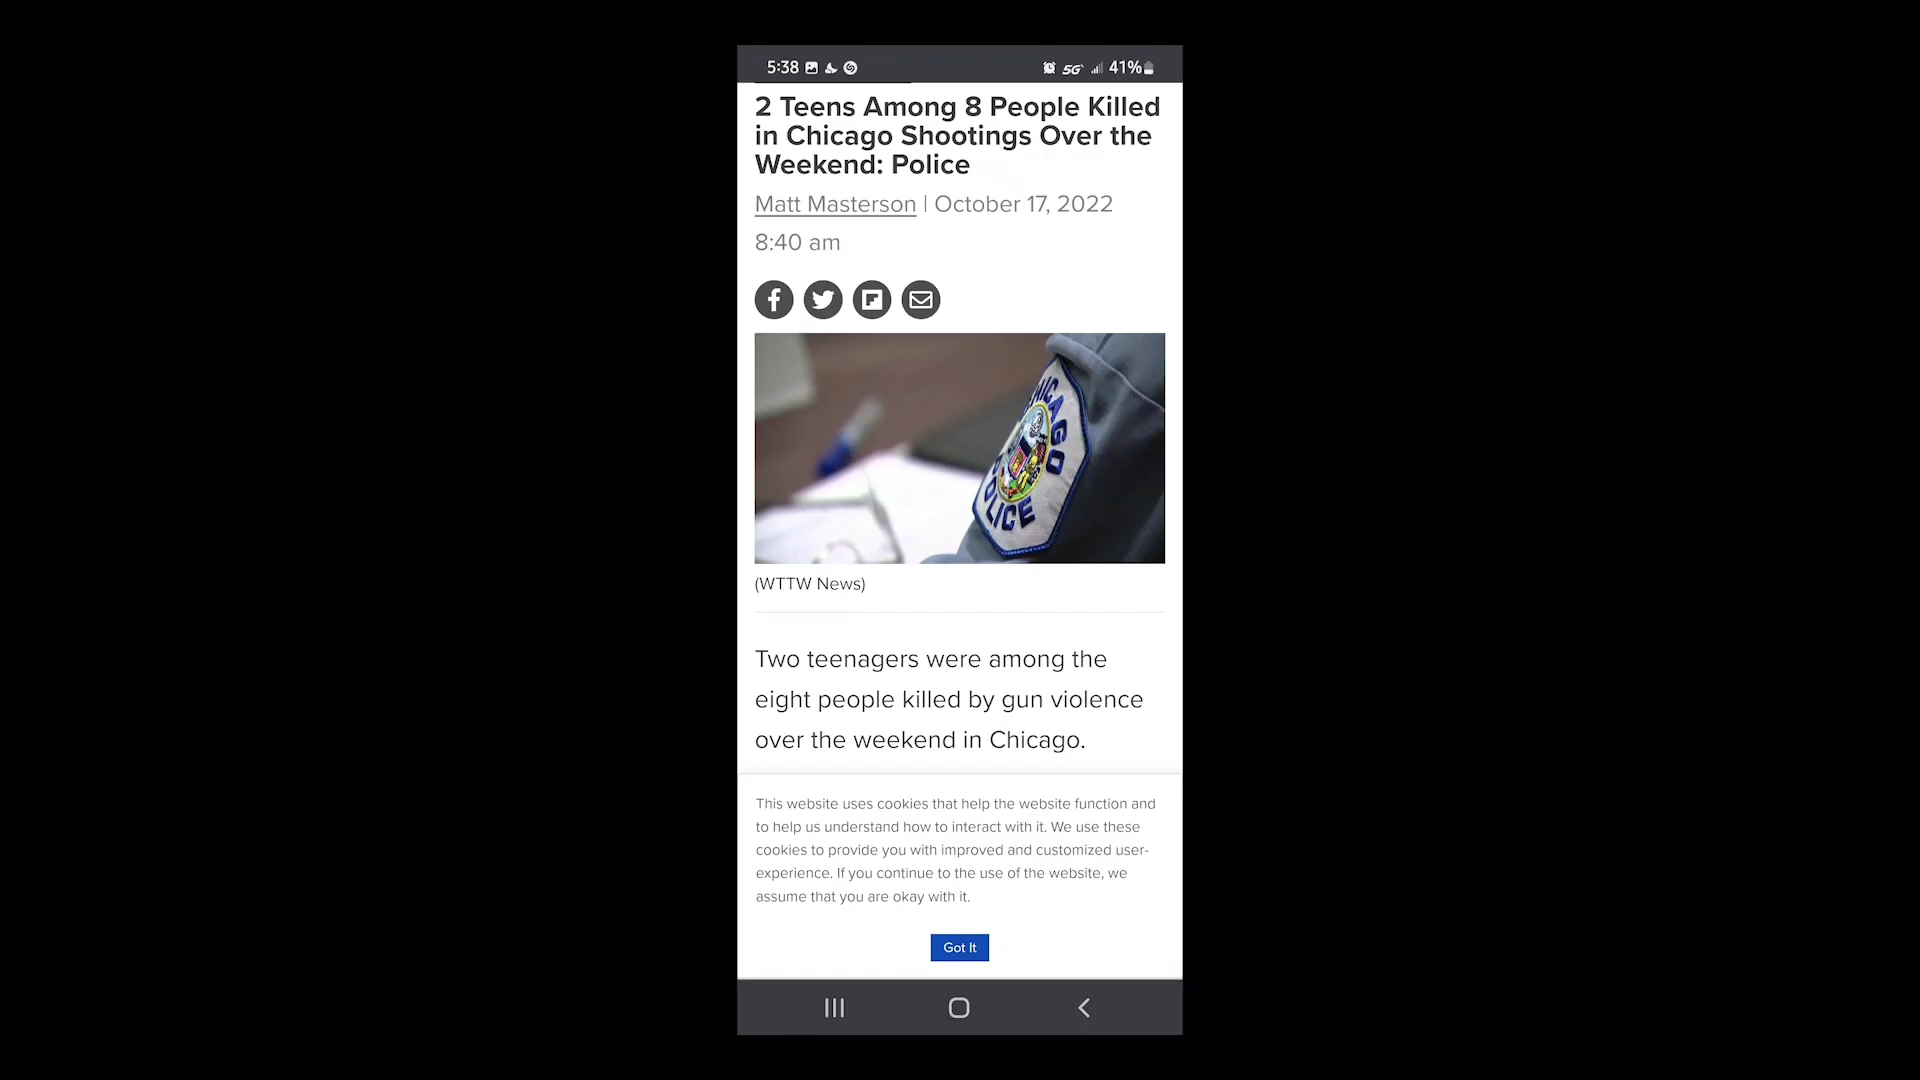 5:38 5G 41%
2 Teens Among 8 People Killed
in Chicago Shootings Over the
Weekend: Police
Matt Masterson | October 17, 2022
8:40 am
CHICAGO
POLICE
(WTTW News)
Two teenagers were among the
eight people killed by gun violence
over the weekend in Chicago.
This website uses cookies that help the website function and
to help us understand how to interact with it. We use these
cookies to provide you with improved and customized user-
experience. If you continue to the use of the website, we
assume that you are okay with it.
Got It